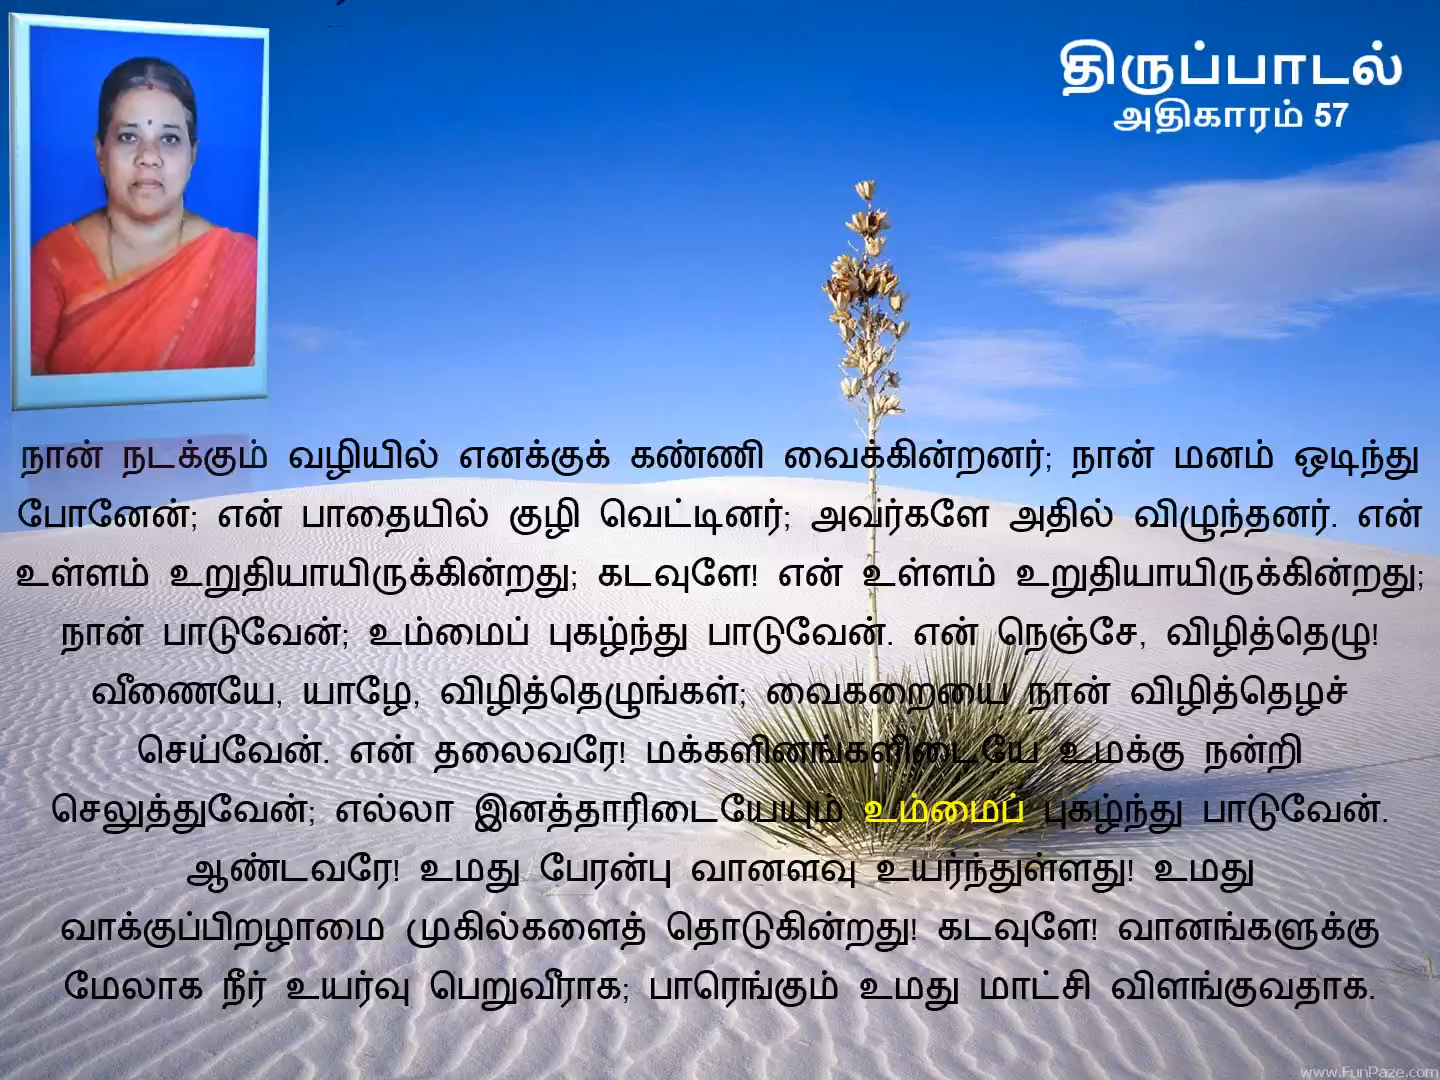 திருப்பாடல்
அதிகாரம் 57
நான் நடக்கும் வழியில் எனக்குக் கண்ணி வைக்கின்றனர்; நான் மனம் ஒடிந்து
போனேன்; என் பாதையில் குழி வெட்டினர்; அவர்களே அதில் விழுந்தனர். என்
உள்ளம் உறுதியாயிருக்கின்றது; கடவுளே! என் உள்ளம் உறுதியாயிருக்கின்றது;
நான் பாடுவேன்; உம்மைப் புகழ்ந்து பாடுவேன். என் நெஞ்சே, விழித்தெழு!
வீணையே, யாழே, விழித்தெழுங்கள்; வைகறையை நான் விழித்தெழச்
செய்வேன். என் தலைவரே! மக்களினங்களிடையே உமக்கு நன்றி
செலுத்துவேன்; எல்லா இனத்தாரிடையேயும் உம்மைப் புகழ்ந்து பாடுவேன்.
ஆண்டவரே! உமது பேரன்பு வானளவு உயர்ந்துள்ளது! உமது
வாக்குப்பிறழாமை முகில்களைத் தொடுகின்றது! கடவுளே! வானங்களுக்கு
மேலாக நீர் உயர்வு பெறுவீராக; பாரெங்கும் உமது மாட்சி விளங்குவதாக.
www.FunPaze.com